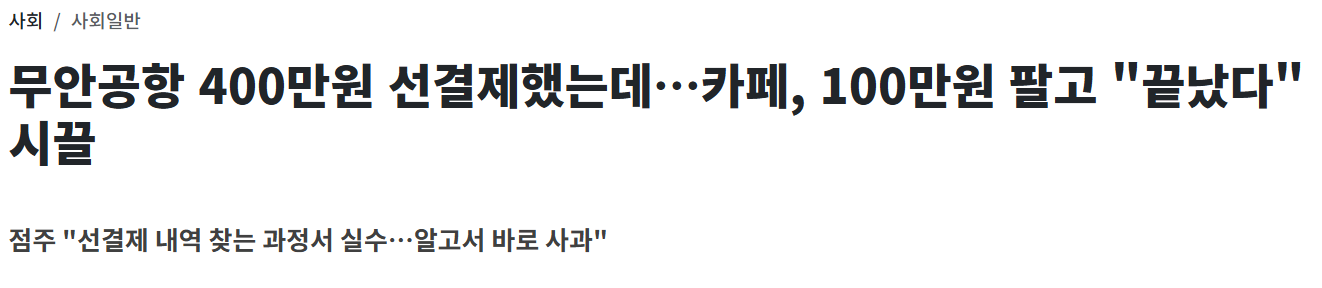 사회 / 사회일반
무안공항 400만원 선결제했는데…카페, 100만원 팔고 "끝났다"
시끌
점주 "선결제 내역 찾는 과정서 실수…알고서 바로 사과"